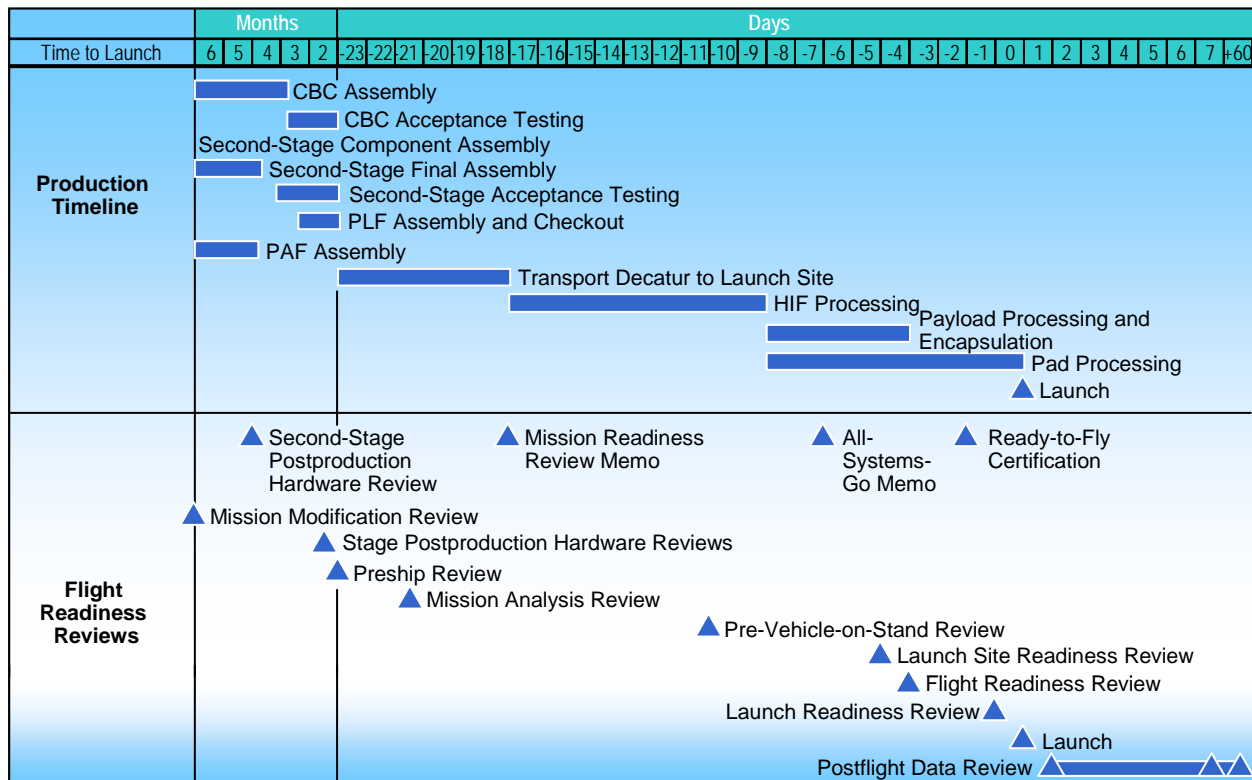 Months Days
Time to Launch 6 5 4 3 2 -23 -22 -21 -20 -19 -18 -17 -16 -15 -14 -13 -12 -11 -10 -9 -8 -7 -6 -5 -4 -3 -2 -1 0 1 2 3 4 5 6 7 +60
Production
Timeline
CBC Assembly
CBC Acceptance Testing
Second-Stage Component Assembly
Second-Stage Final Assembly
Second-Stage Acceptance Testing
PLF Assembly and Checkout
PAF Assembly
Transport Decatur to Launch Site
HIF Processing
Payload Processing and
Encapsulation
Pad Processing
Launch
Flight
Readiness
Reviews
Second-Stage
Postproduction
Hardware Review
Mission Readiness
Review Memo
All-
Systems-
Go Memo
Ready-to-Fly
Certification
Mission Modification Review
Stage Postproduction Hardware Reviews
Preship Review
Mission Analysis Review
Pre-Vehicle-on-Stand Review
Launch Site Readiness Review
Flight Readiness Review
Launch Readiness Review
Launch
Postflight Data Review